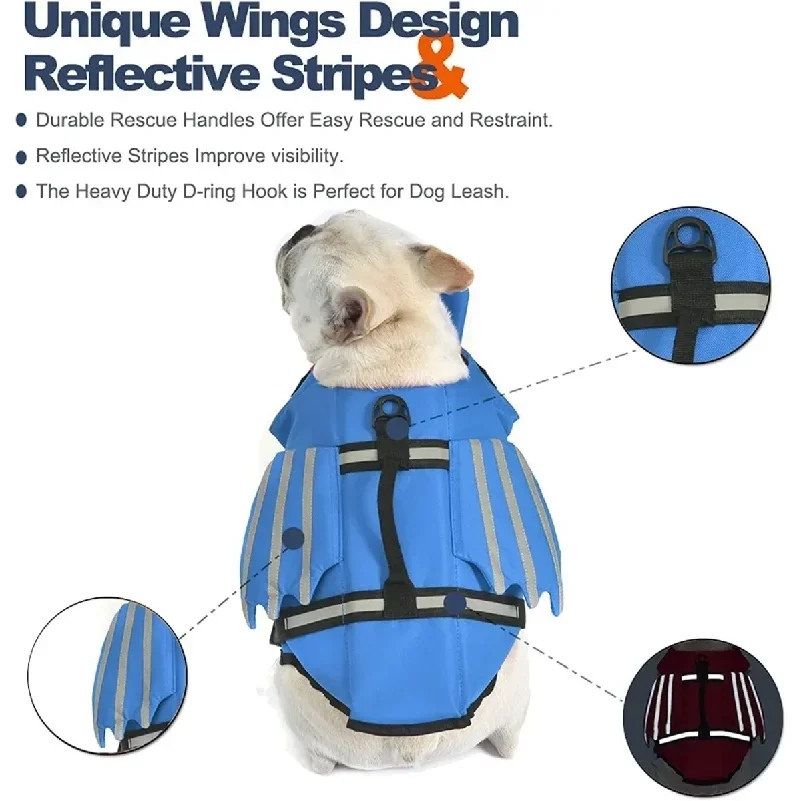 Unique Wings Design
Reflective Stripes&
• Durable Rescue Handles Offer Easy Rescue and Restraint.
• Reflective Stripes Improve visibility.
• The Heavy Duty D-ring Hook is Perfect for Dog Leash.